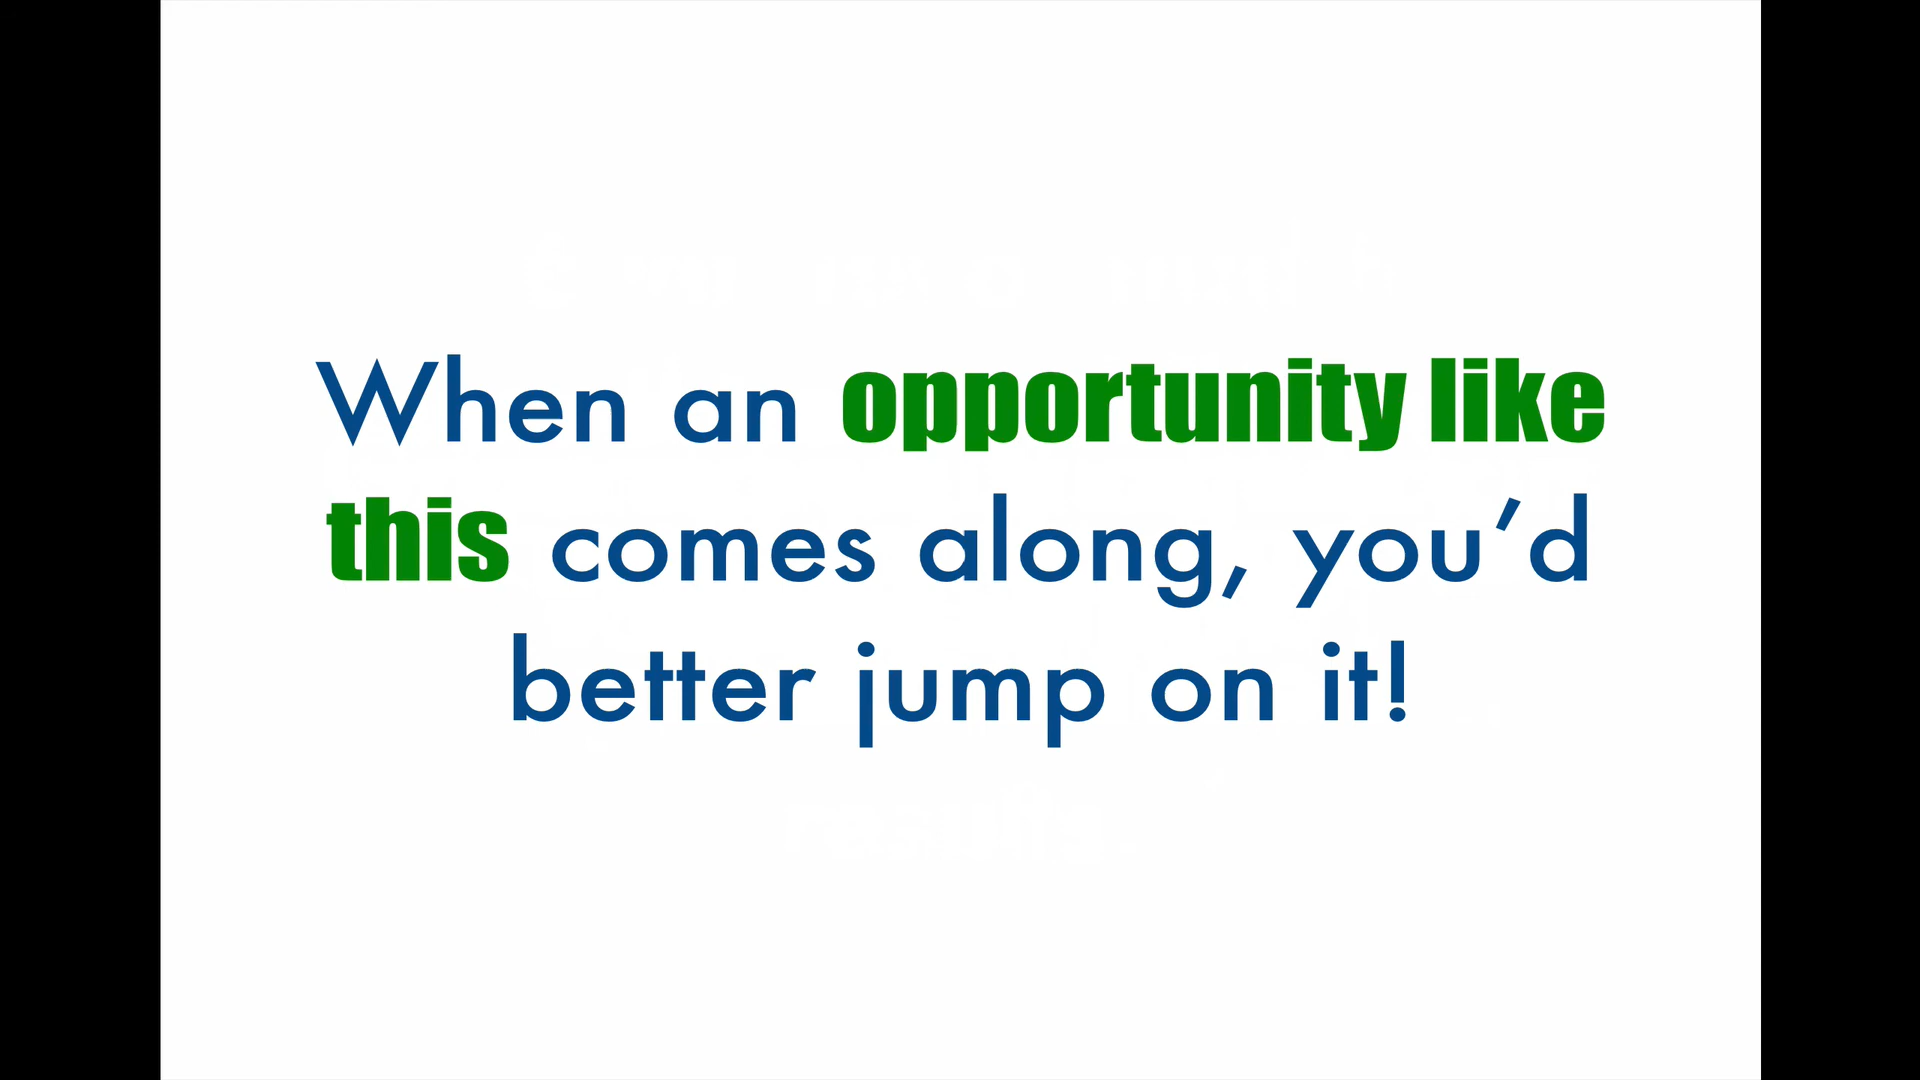 When an opportunity like
this comes along, you’d
better jump on it!